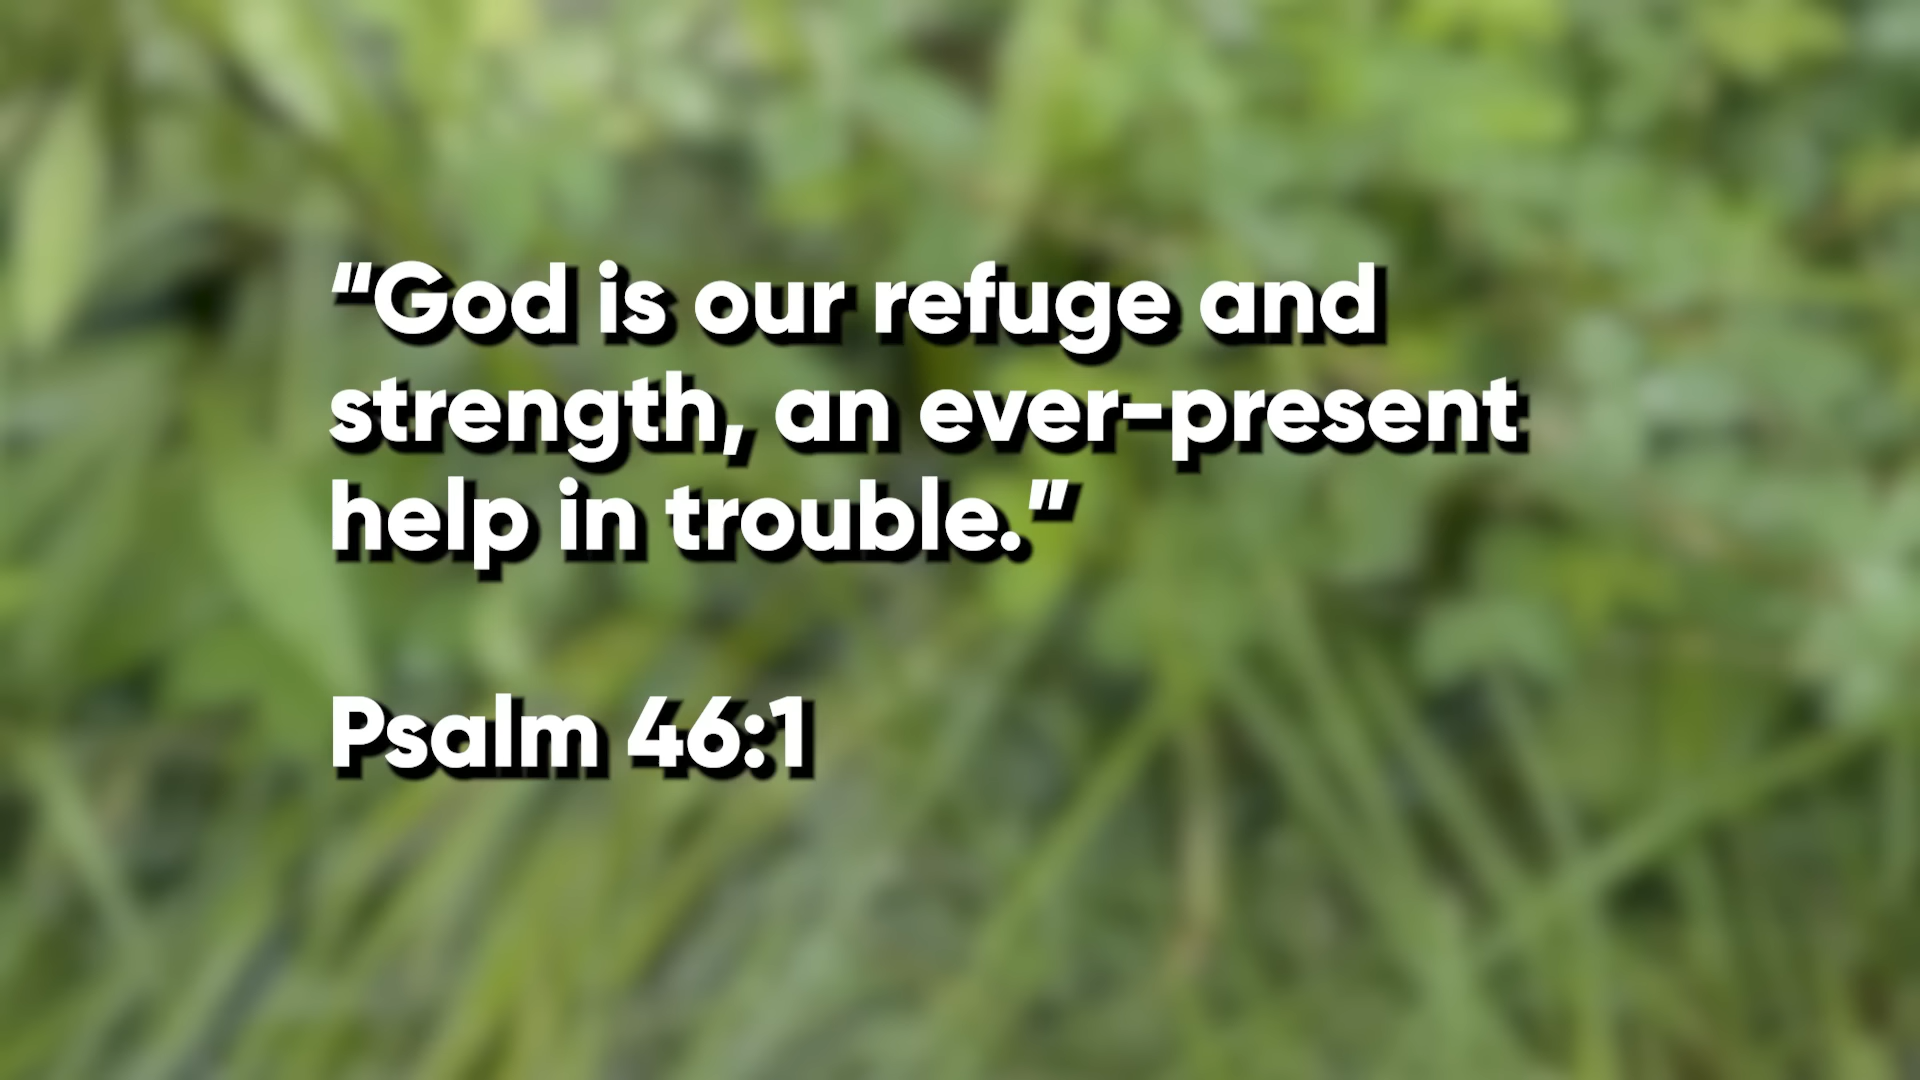 “God is our refuge and
strength, an ever-present
help in trouble.”
Psalm 46:1